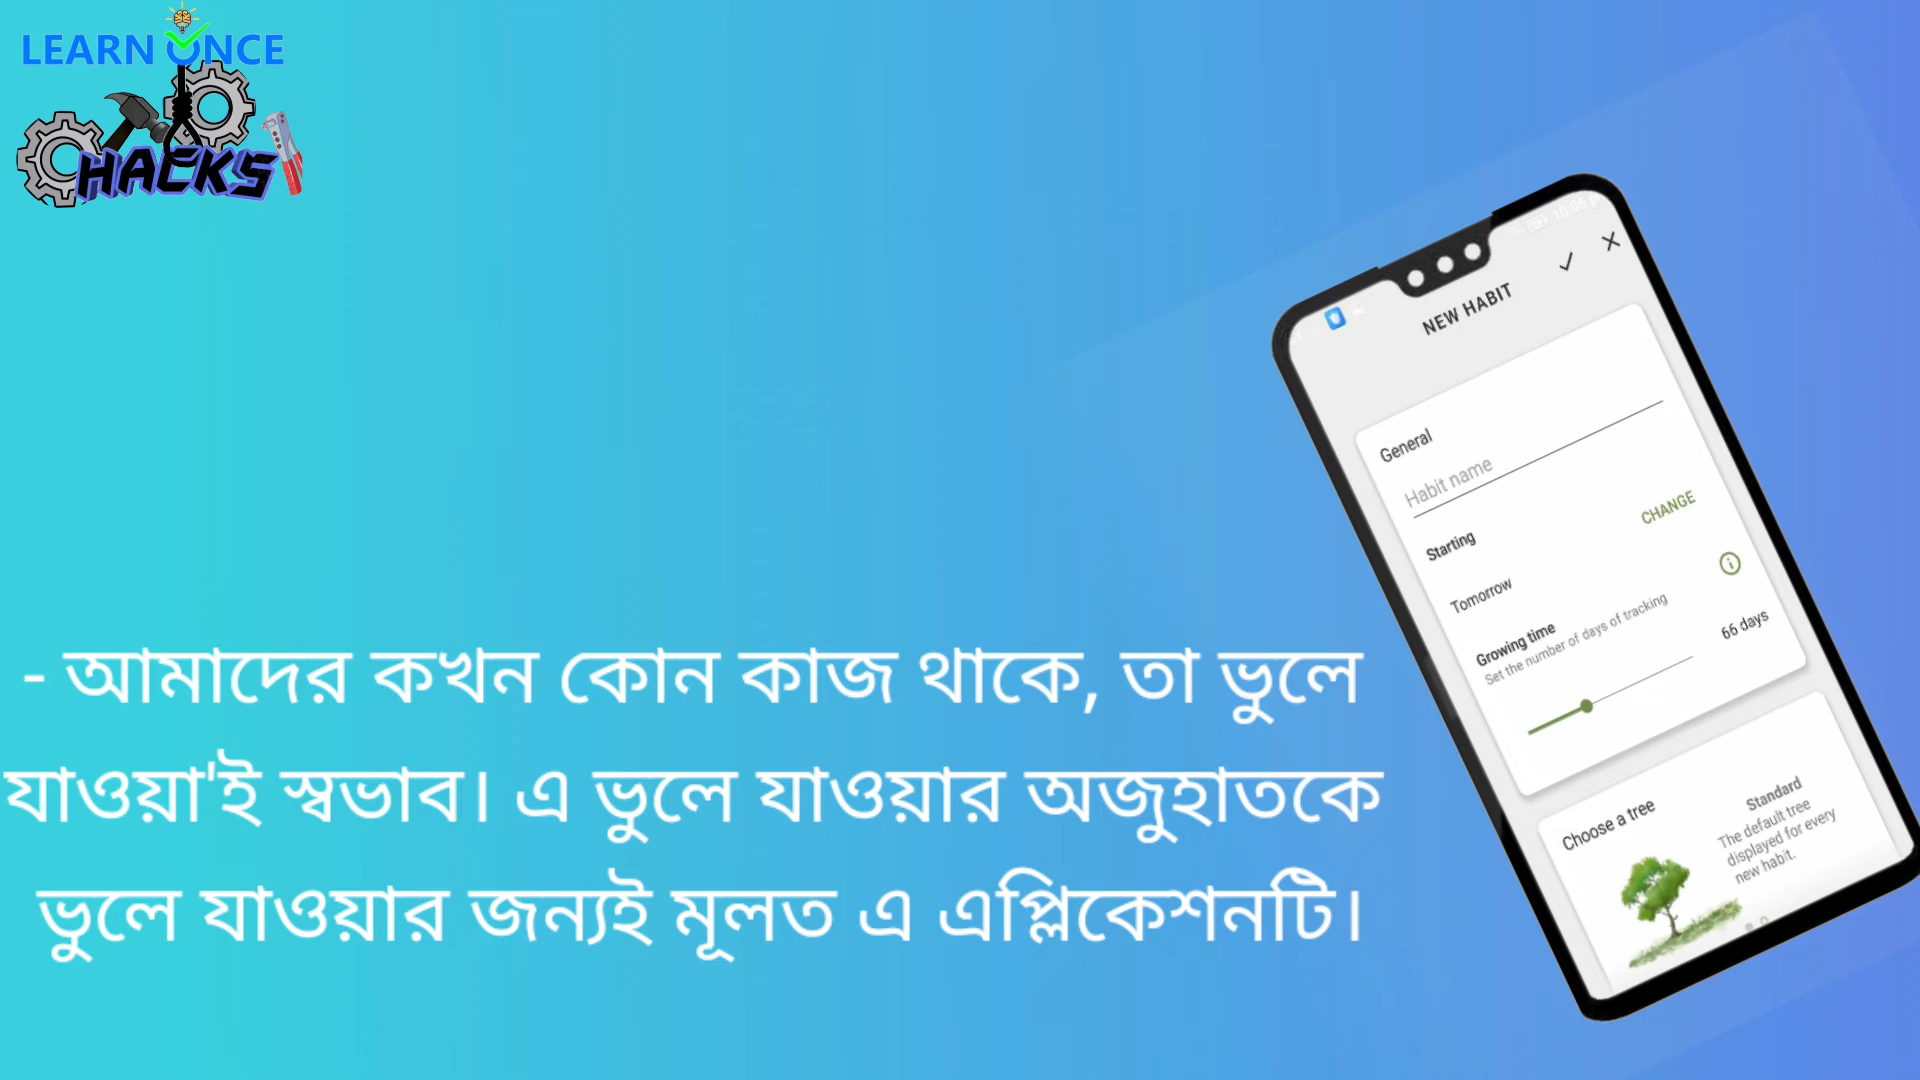 LEARN ONCE
HACKS
- আমাদের কখন কোন কাজ থাকে, তা ভুলে
যাওয়া'ই স্বভাব। এ ভুলে যাওয়ার অজুহাতকে
ভুলে যাওয়ার জন্যই মূলত এ এপ্লিকেশনটি।
NEW HABIT
General
Habit name
Starting
CHANGE
Tomorrow
Growing time
Set the number of days of tracking
66 days
Choose a tree
Standard
The default tree
displayed for every
new habit.